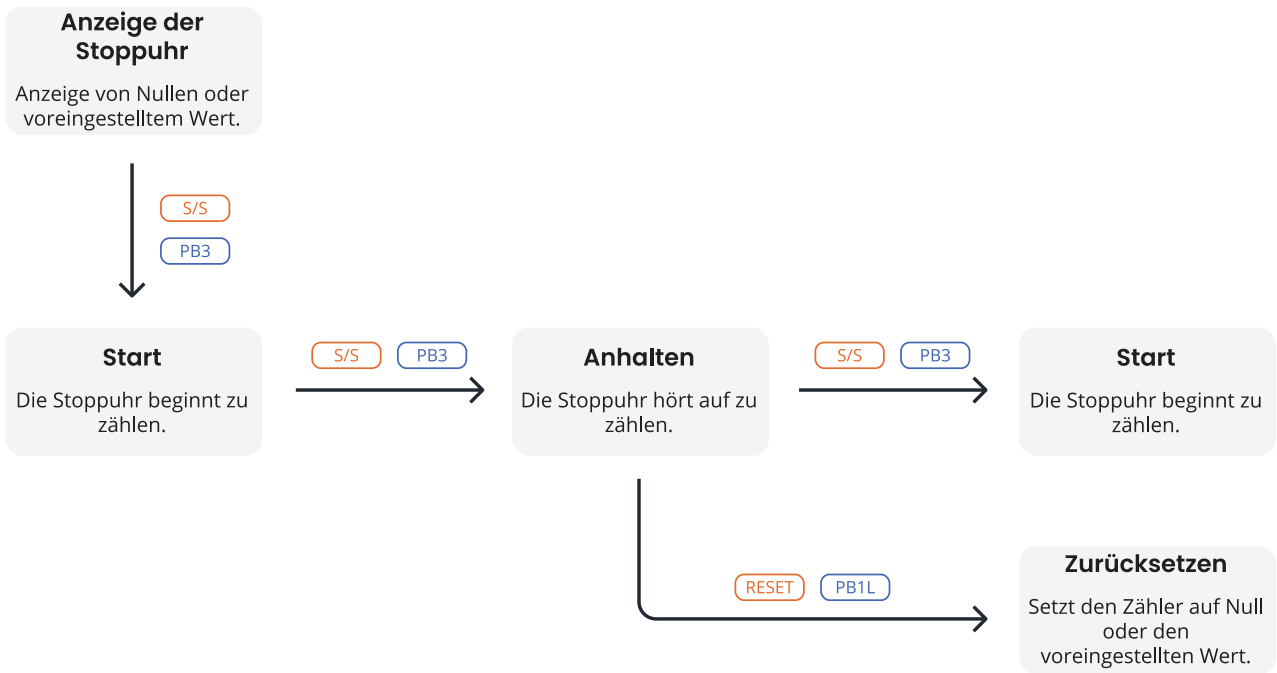 Anzeige der
Stoppuhr
Anzeige von Nullen oder
voreingestelltem Wert.
S/S
PB3
Start
Die Stoppuhr beginnt zu
zählen.
S/S PB3
Anhalten
Die Stoppuhr hört auf zu
zählen.
S/S PB3
Start
Die Stoppuhr beginnt zu
zählen.
RESET PB1L
Zurücksetzen
Setzt den Zähler auf Null
oder den
voreingestellten Wert.